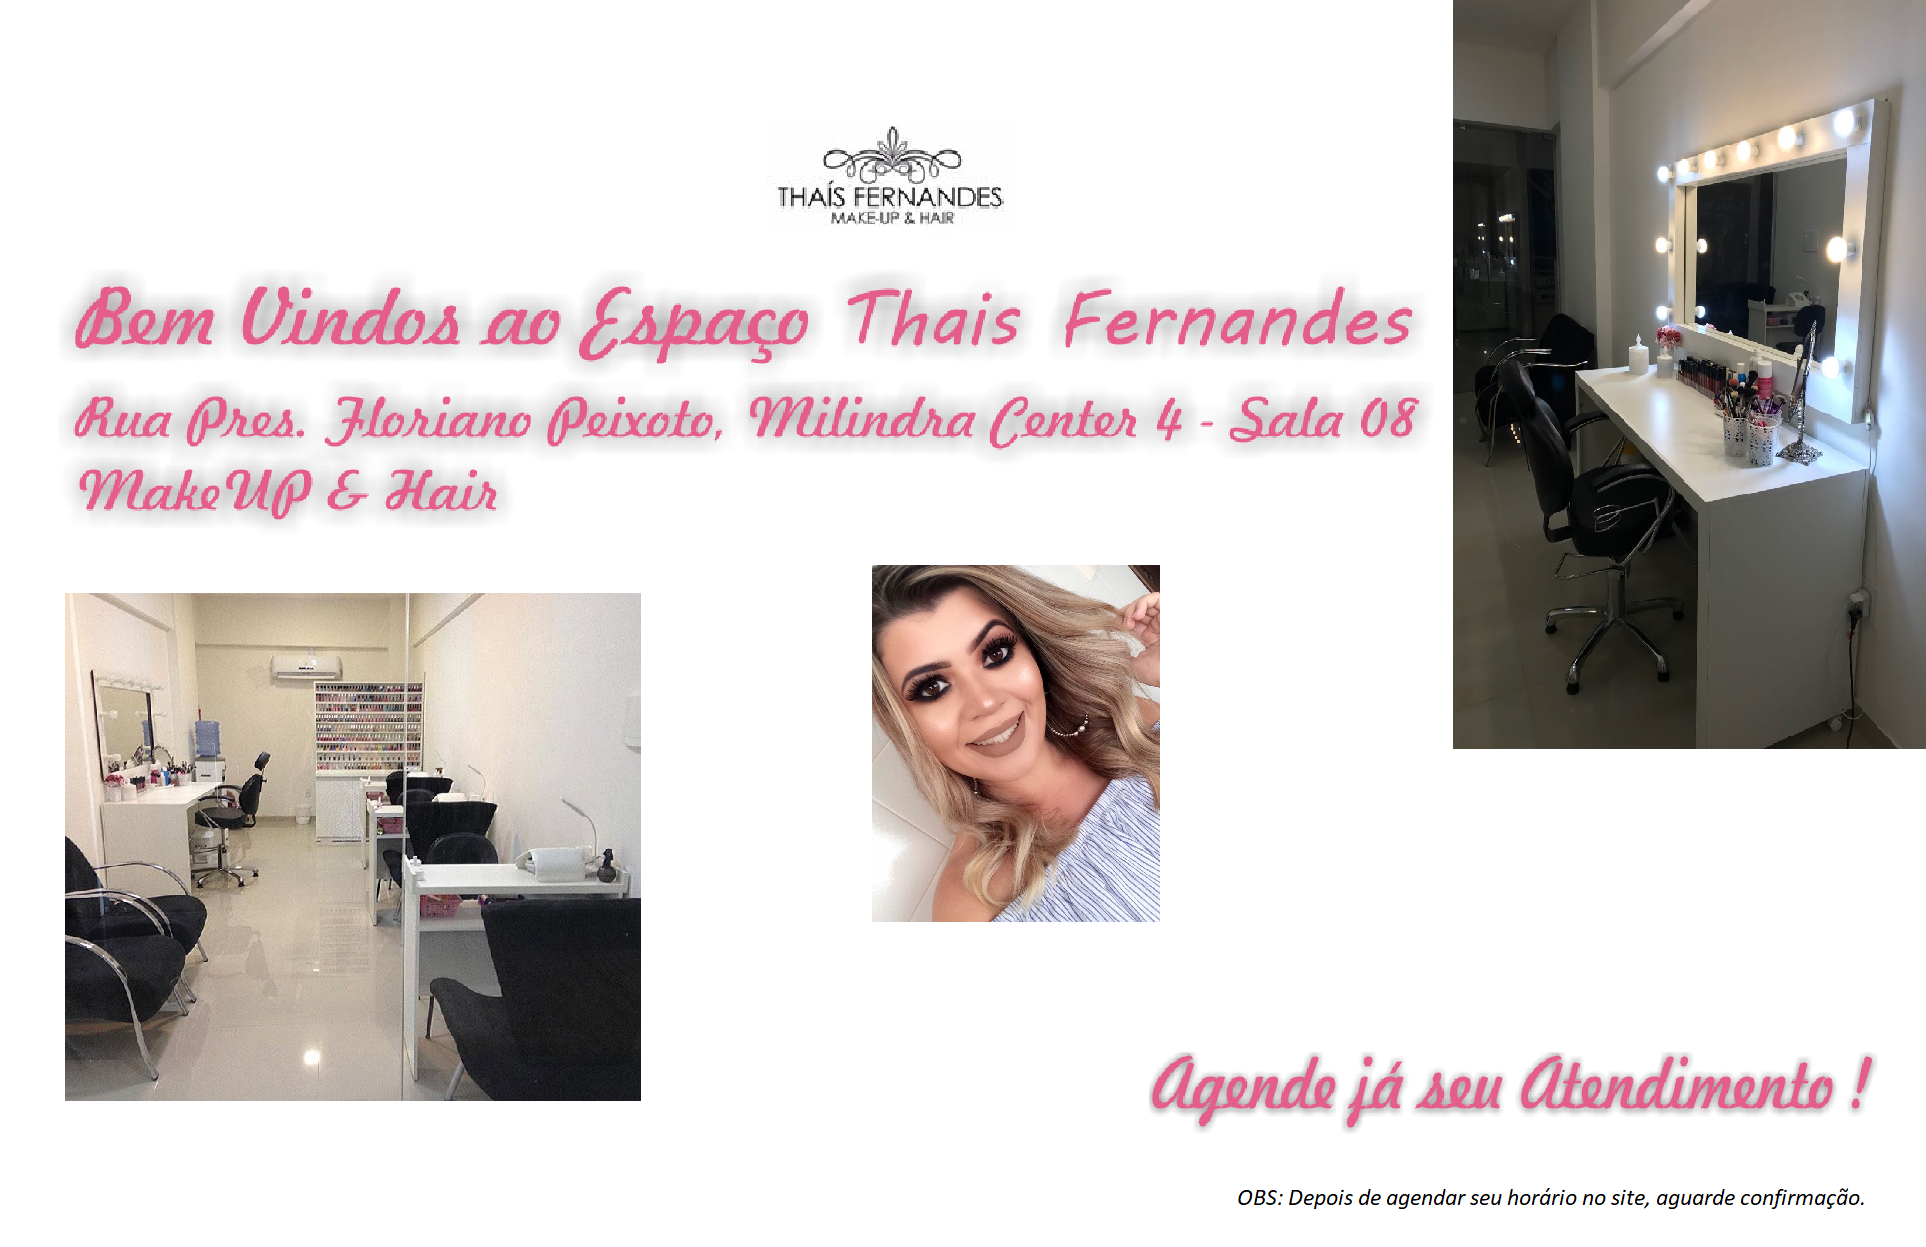 THAÍS FERNANDES
MAKE-UP & HAIR
Bem Vindos ao Espaço Thais Fernandes
Rua Pres. Floriano Peixoto, Milindra Center 4 - Sala 08
MakeUP & Hair
Agende já seu Atendimento !
OBS: Depois de agendar seu horário no site, aguarde confirmação.